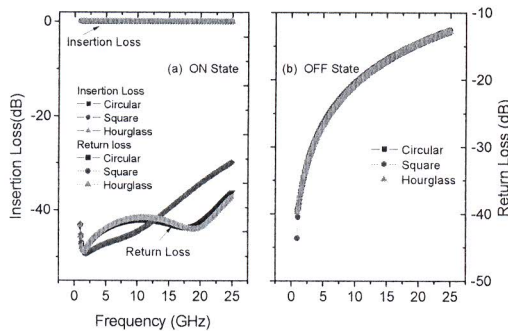 0
-20
-40
Insertion Loss(dB)
Insertion Loss
(a) ON State
Insertion Loss
Circular
Square
Hourglass
Return loss
Circular
Square
Hourglass
Return Loss
0 5 10 15 20 25
Frequency (GHz)
(b) OFF State
Circular
Square
Hourglass
0 5 10 15 20 25
-10
-20
-30
-40
-50
Return Loss (dB)